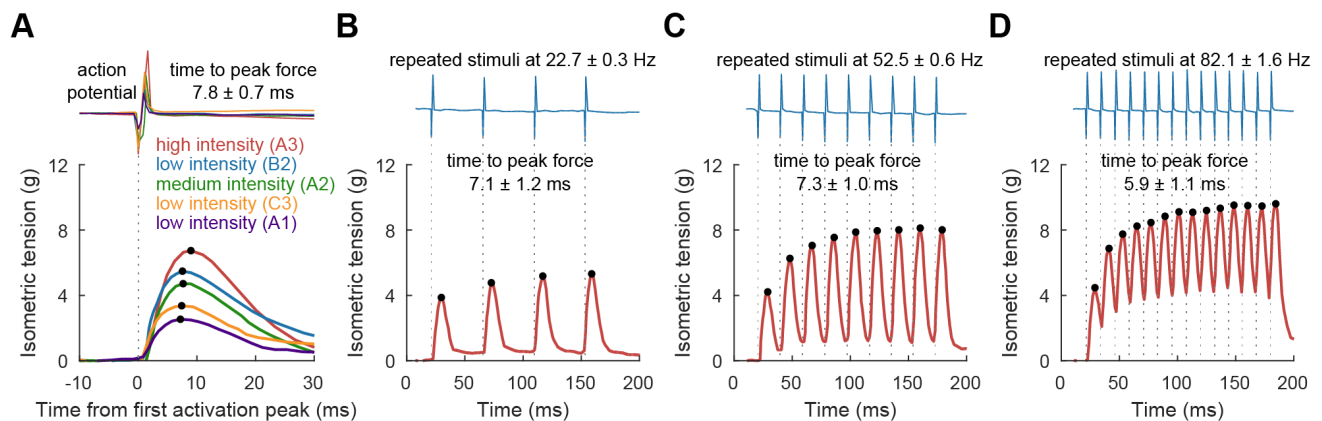 A
action
potential
time to peak force
7.8 ± 0.7 ms
high intensity (A3)
low intensity (B2)
medium intensity (A2)
low intensity (C3)
low intensity (A1)
Isometric tension (g)
12
8
4
0
-10
0
10
20
30
Time from first activation peak (ms)
B
repeated stimuli at 22.7 ± 0.3 Hz
time to peak force
7.1 ± 1.2 ms
Isometric tension (g)
12
8
4
0
0
50
100
150
200
Time (ms)
C
repeated stimuli at 52.5 ± 0.6 Hz
time to peak force
7.3 ± 1.0 ms
Isometric tension (g)
12
8
4
0
0
50
100
150
200
Time (ms)
D
repeated stimuli at 82.1 ± 1.6 Hz
time to peak force
5.9 ± 1.1 ms
Isometric tension (g)
12
8
4
0
0
50
100
150
200
Time (ms)